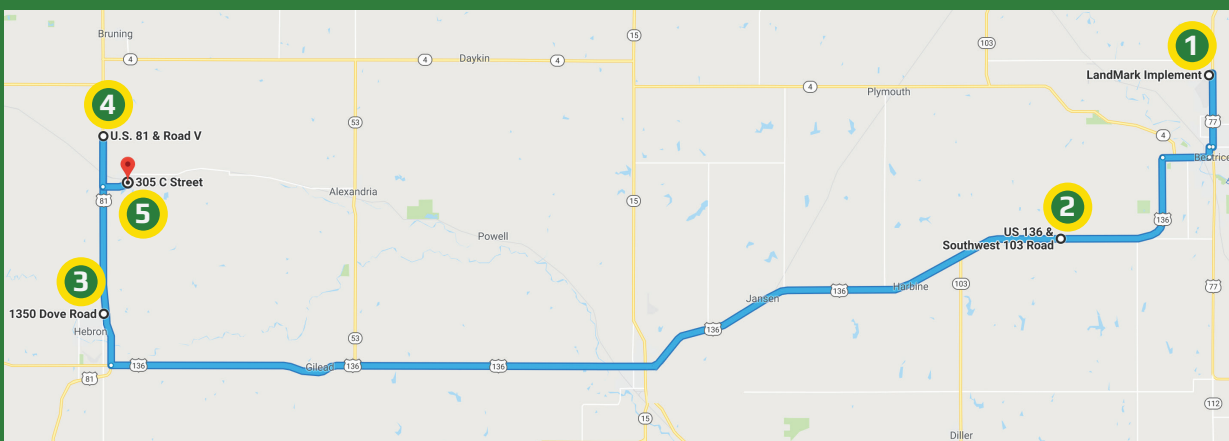 Bruning
15
103
1
4
4
Daykin
4
LandMark Implement
4
Plymouth
4
U.S. 81 & Road V
53
77
4
Beatrice
305 C Street
Alexandria
81
15
2
5
136
US 136 &
Southwest 103 Road
Powell
3
103
77
136
Harbine
Jansen
1350 Dove Road
136
Hebron
53
136
Gilead
136
136
81
112
15
Diller